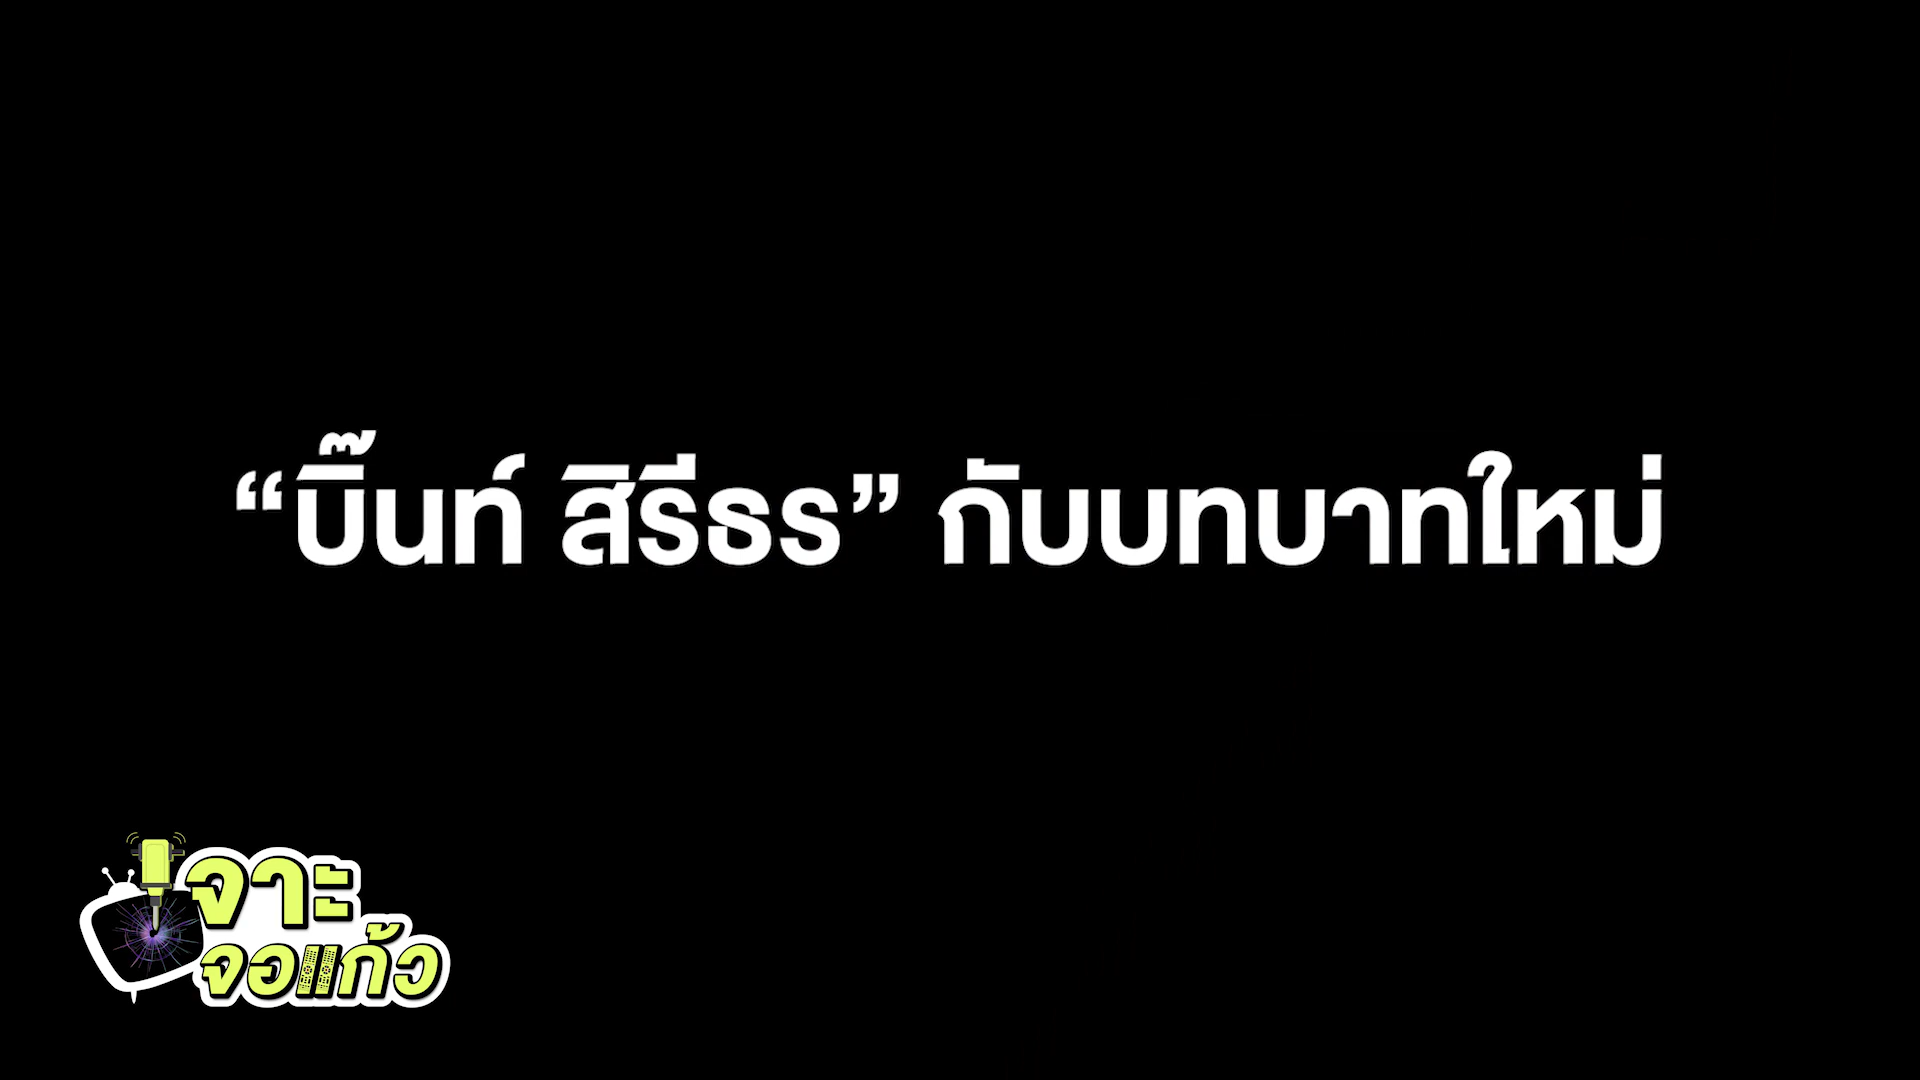 “บิ๊นท์ สิรีธร” กับบทบาทใหม่
เจาะ
จอแก้ว